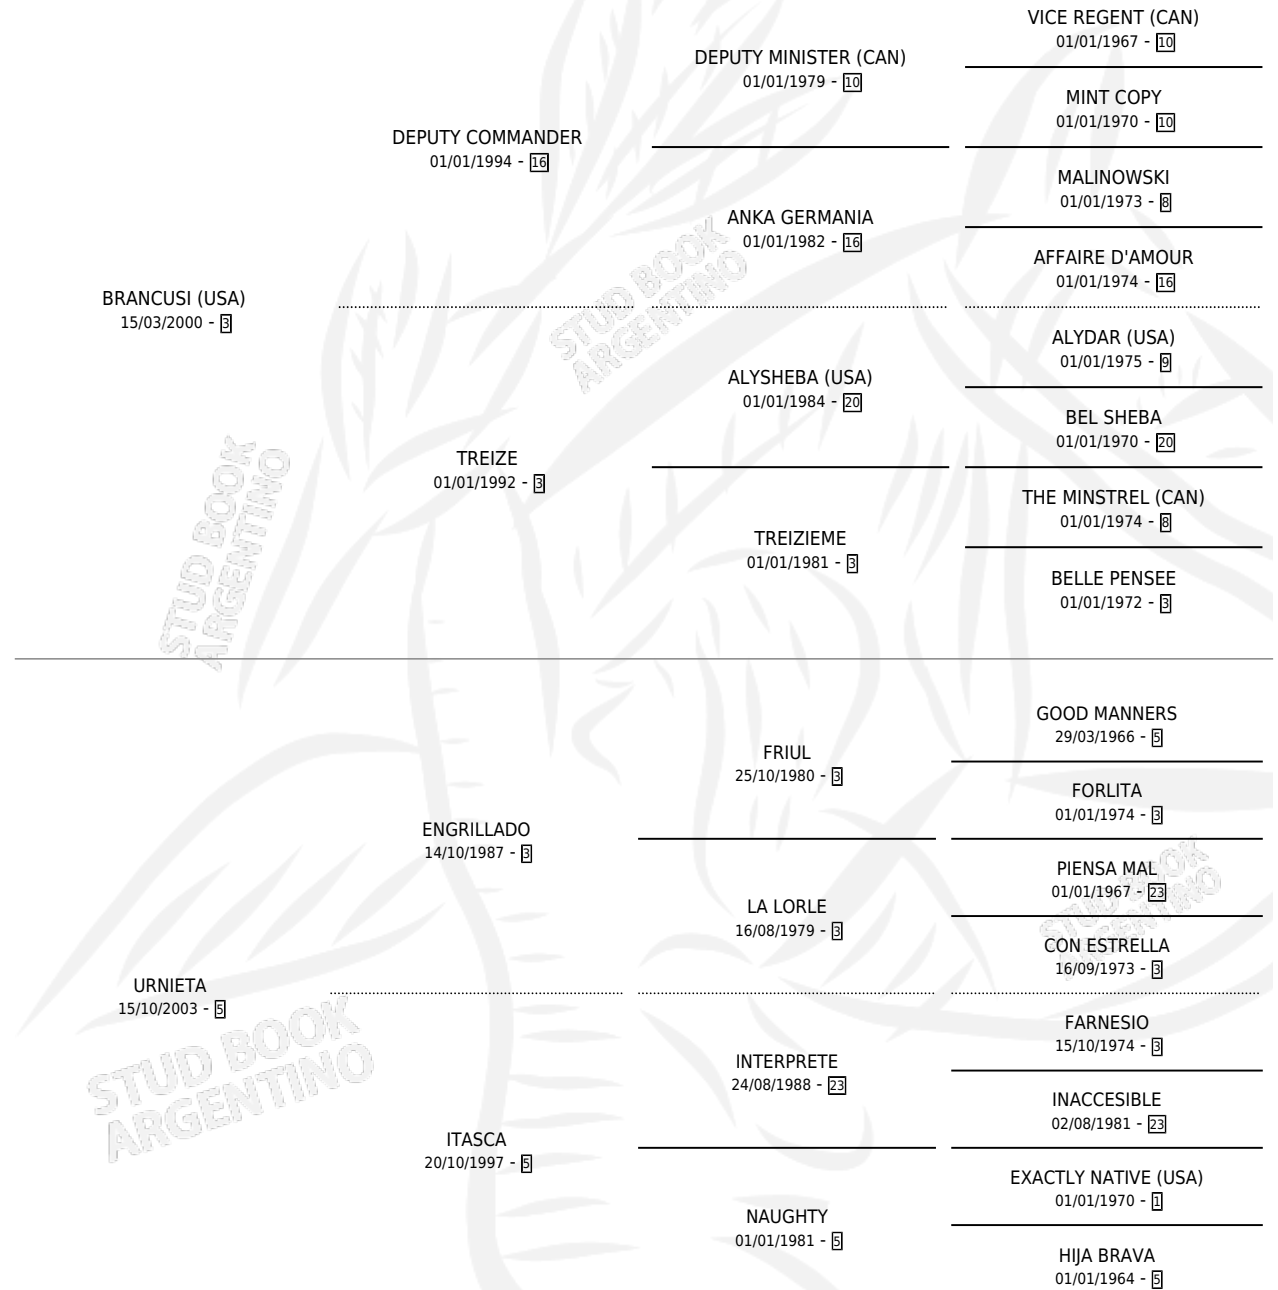 VICE REGENT (CAN)
01/01/1967 - 10
DEPUTY MINISTER (CAN)
01/01/1979 - 10
MINT COPY
01/01/1970 - 10
DEPUTY COMMANDER
01/01/1994 - 16
MALINOWSKI
01/01/1973 - 8
ANKA GERMANIA
01/01/1982 - 16
AFFAIRE D'AMOUR
01/01/1974 - 16
BRANCUSI (USA)
15/03/2000 - 3
ALYDAR (USA)
01/01/1975 - 9
ALYSHEBA (USA)
01/01/1984 - 20
BEL SHEBA
01/01/1970 - 20
TREIZE
01/01/1992 - 3
THE MINSTREL (CAN)
01/01/1974 - 8
TREIZIEME
01/01/1981 - 3
BELLE PENSEE
01/01/1972 - 3
GOOD MANNERS
29/03/1966 - 5
FRIUL
25/10/1980 - 3
FORLITA
01/01/1974 - 3
ENGRILLADO
14/10/1987 - 3
PIENSA MAL
01/01/1967 - 23
LA LORLE
16/08/1979 - 3
CON ESTRELLA
16/09/1973 - 3
URNIETA
15/10/2003 - 5
FARNESIO
15/10/1974 - 3
INTERPRETE
24/08/1988 - 23
INACCESIBLE
02/08/1981 - 23
ITASCA
20/10/1997 - 5
EXACTLY NATIVE (USA)
01/01/1970 - 1
NAUGHTY
01/01/1981 - 5
HIJA BRAVA
01/01/1964 - 5
STUD BOOK
ARGENTINO
STUD BOOK
ARGENTINO
STUD BOOK
ARGENTINO
STUD BOOK
ARGENTINO